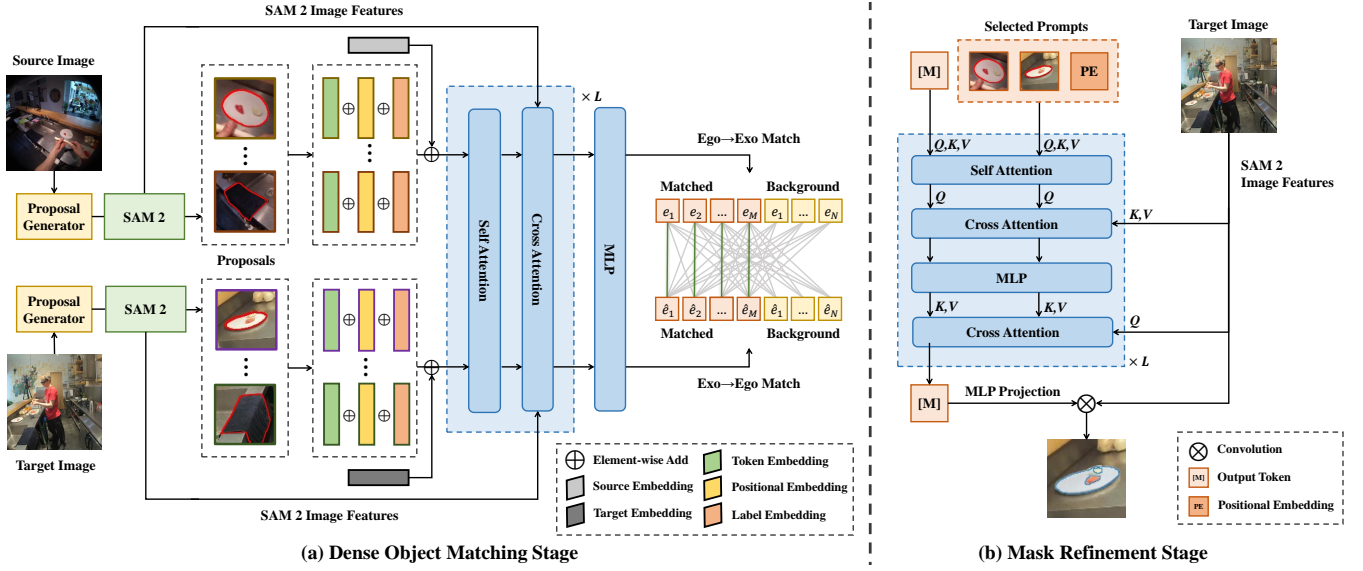 SAM 2 Image Features
Source Image
Proposal
Generator
SAM 2
Proposals
Proposal
Generator
SAM 2
Target Image
SAM 2 Image Features
Self Attention
Cross Attention
× L
MLP
Ego→Exo Match
Matched
Background
e₁ e₂ ... e_M e₁ ... e_N
ê₁ ê₂ ... ê_M ê₁ ... ê_N
Matched
Background
Exo→Ego Match
Element-wise Add
Source Embedding
Target Embedding
Token Embedding
Positional Embedding
Label Embedding
(a) Dense Object Matching Stage
Selected Prompts
Target Image
[M]
PE
Q,K,V
Q,K,V
Self Attention
Q
Q
SAM 2
Image Features
Cross Attention
K,V
MLP
K,V
K,V
Cross Attention
Q
× L
[M]
MLP Projection
Convolution
[M] Output Token
PE Positional Embedding
(b) Mask Refinement Stage